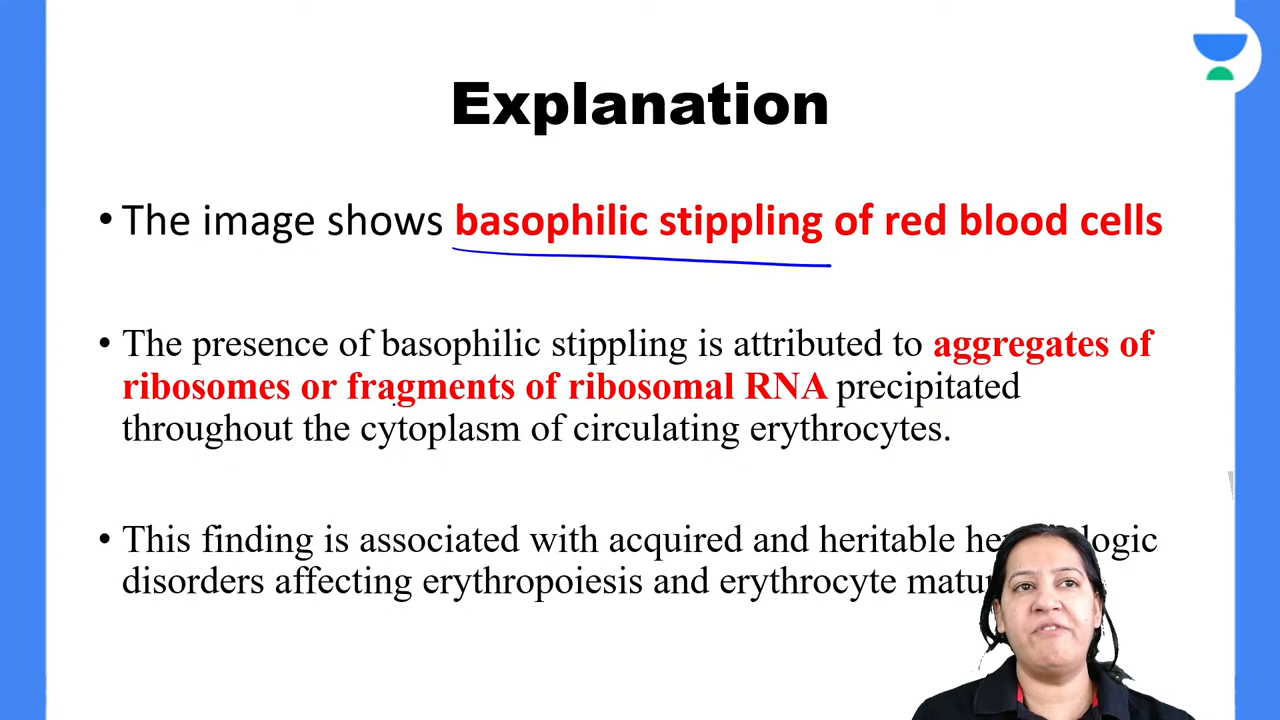 Explanation
• The image shows basophilic stippling of red blood cells
• The presence of basophilic stippling is attributed to aggregates of
ribosomes or fragments of ribosomal RNA precipitated
throughout the cytoplasm of circulating erythrocytes.
• This finding is associated with acquired and heritable
disorders affecting erythropoiesis and erythrocyte